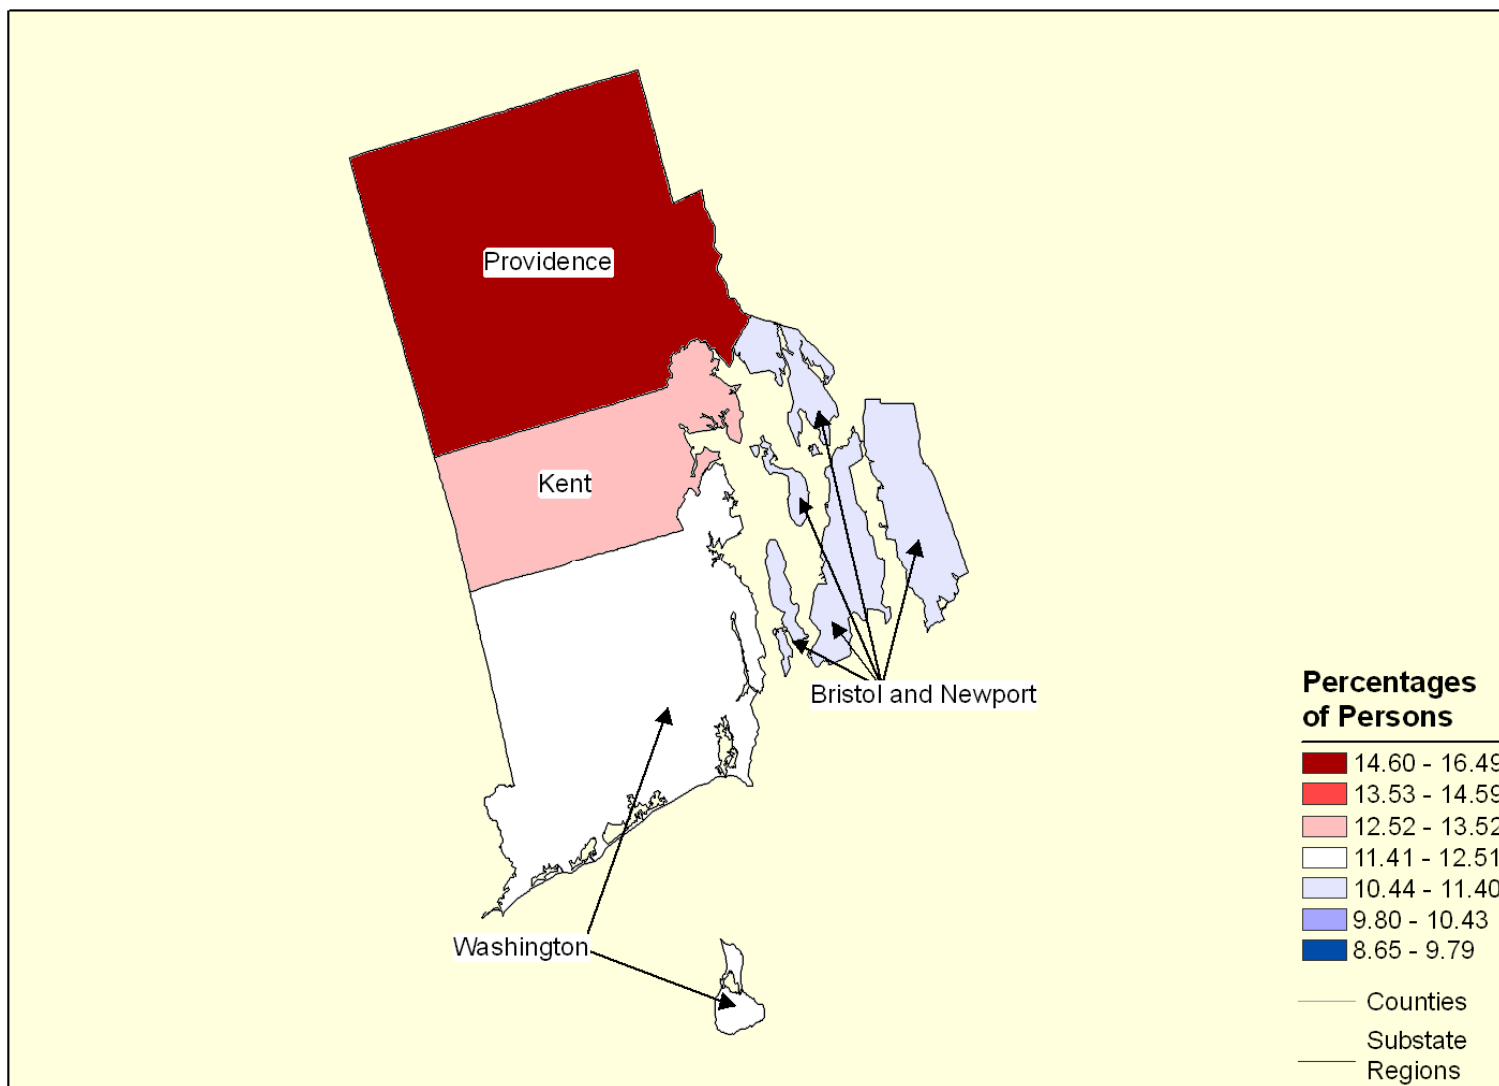 Providence
Kent
Bristol and Newport
Washington
Percentages
of Persons
14.60 - 16.49
13.53 - 14.59
12.52 - 13.52
11.41 - 12.51
10.44 - 11.40
9.80 - 10.43
8.65 - 9.79
Counties
Substate
Regions